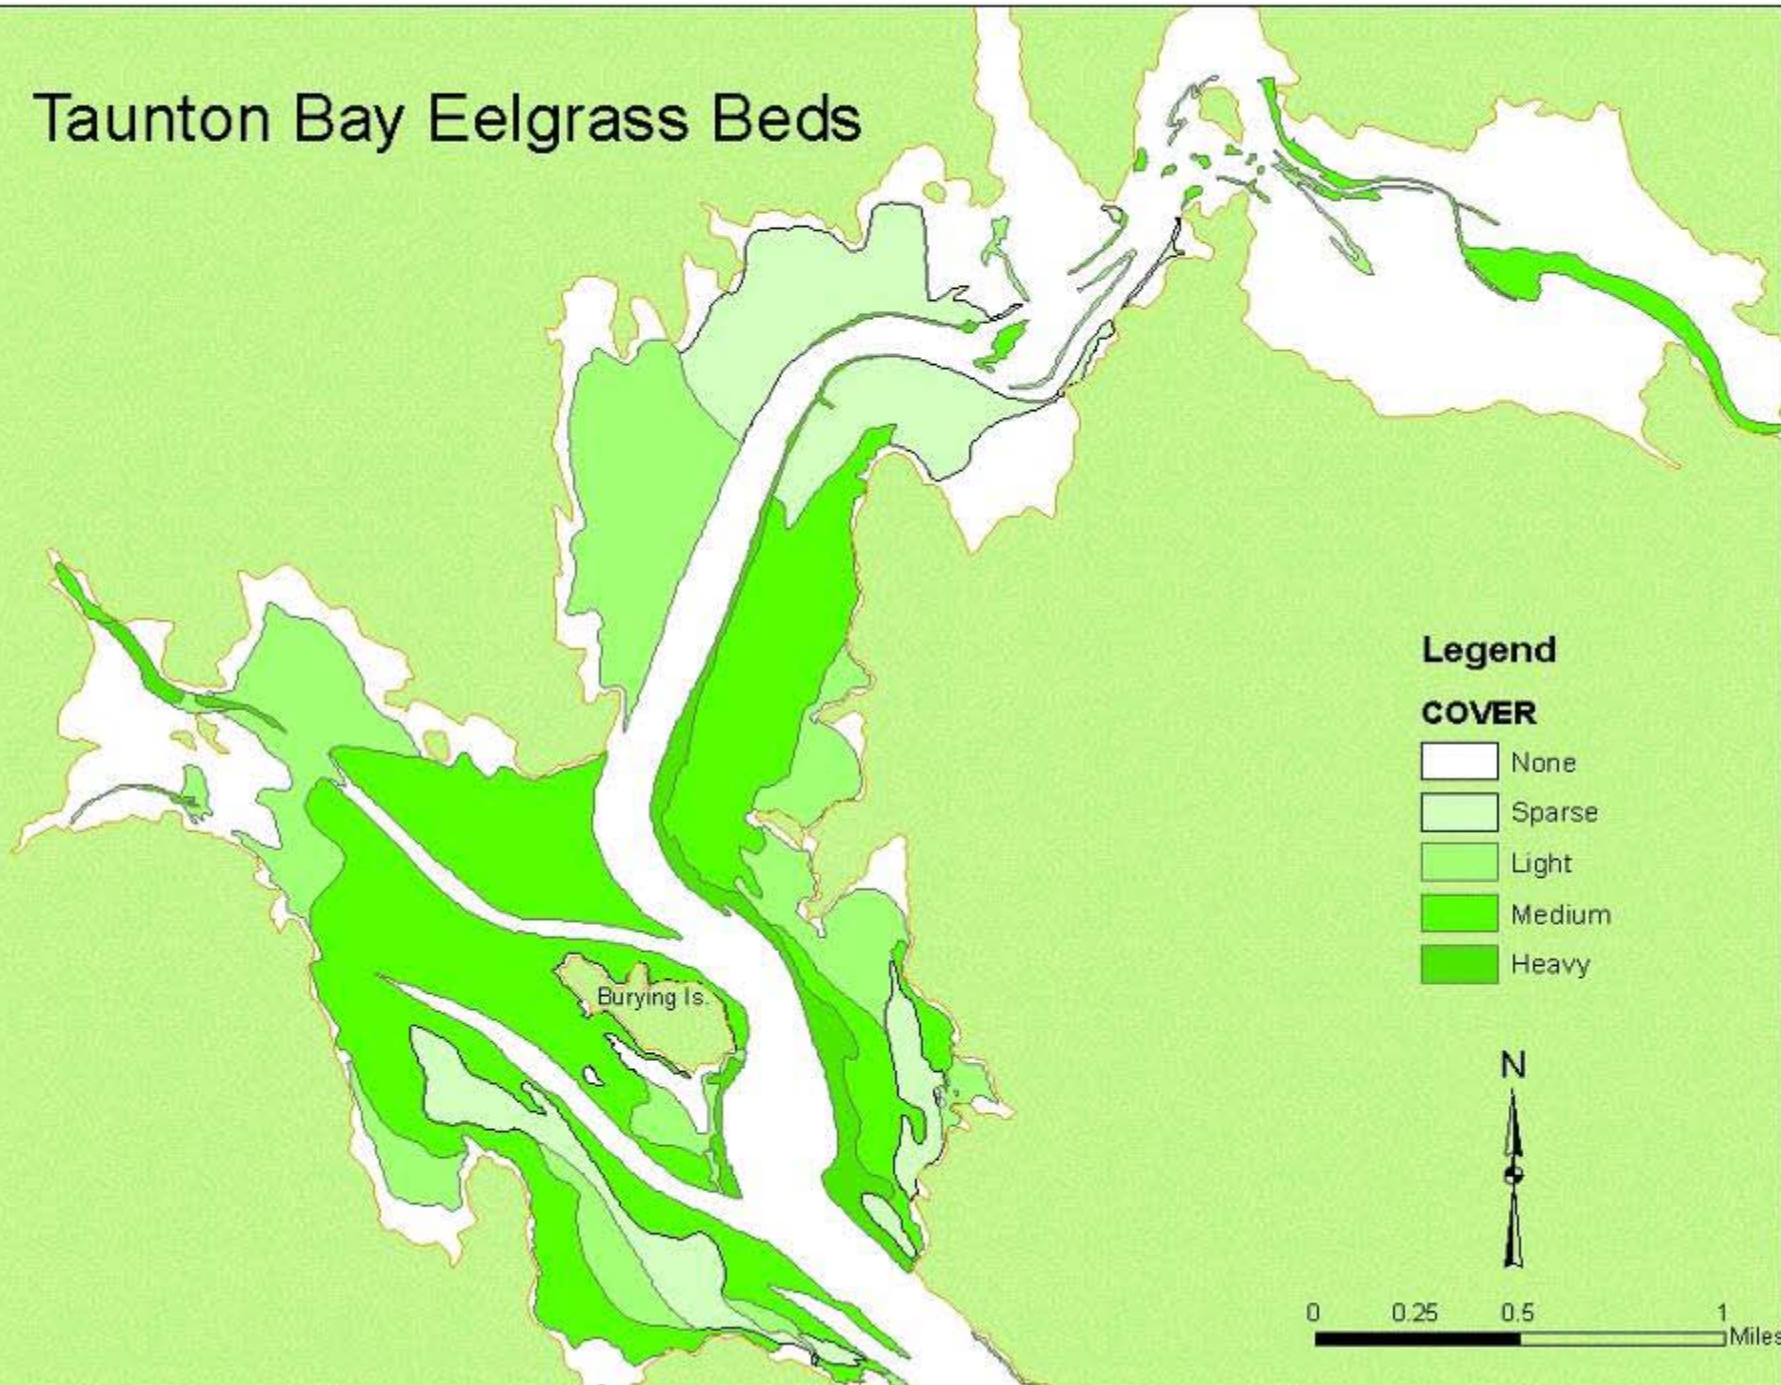 Taunton Bay Eelgrass Beds
Burying Is.
Legend
COVER
None
Sparse
Light
Medium
Heavy
N
0 0.25 0.5 1
Miles